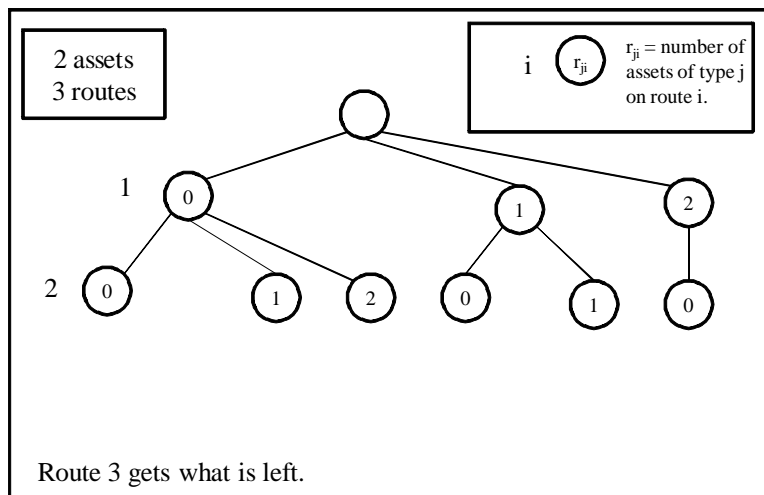 2 assets
3 routes
i
r_ji
r_ji = number of
assets of type j
on route i.
1
0
1
2
2
0
1
2
0
1
0
Route 3 gets what is left.